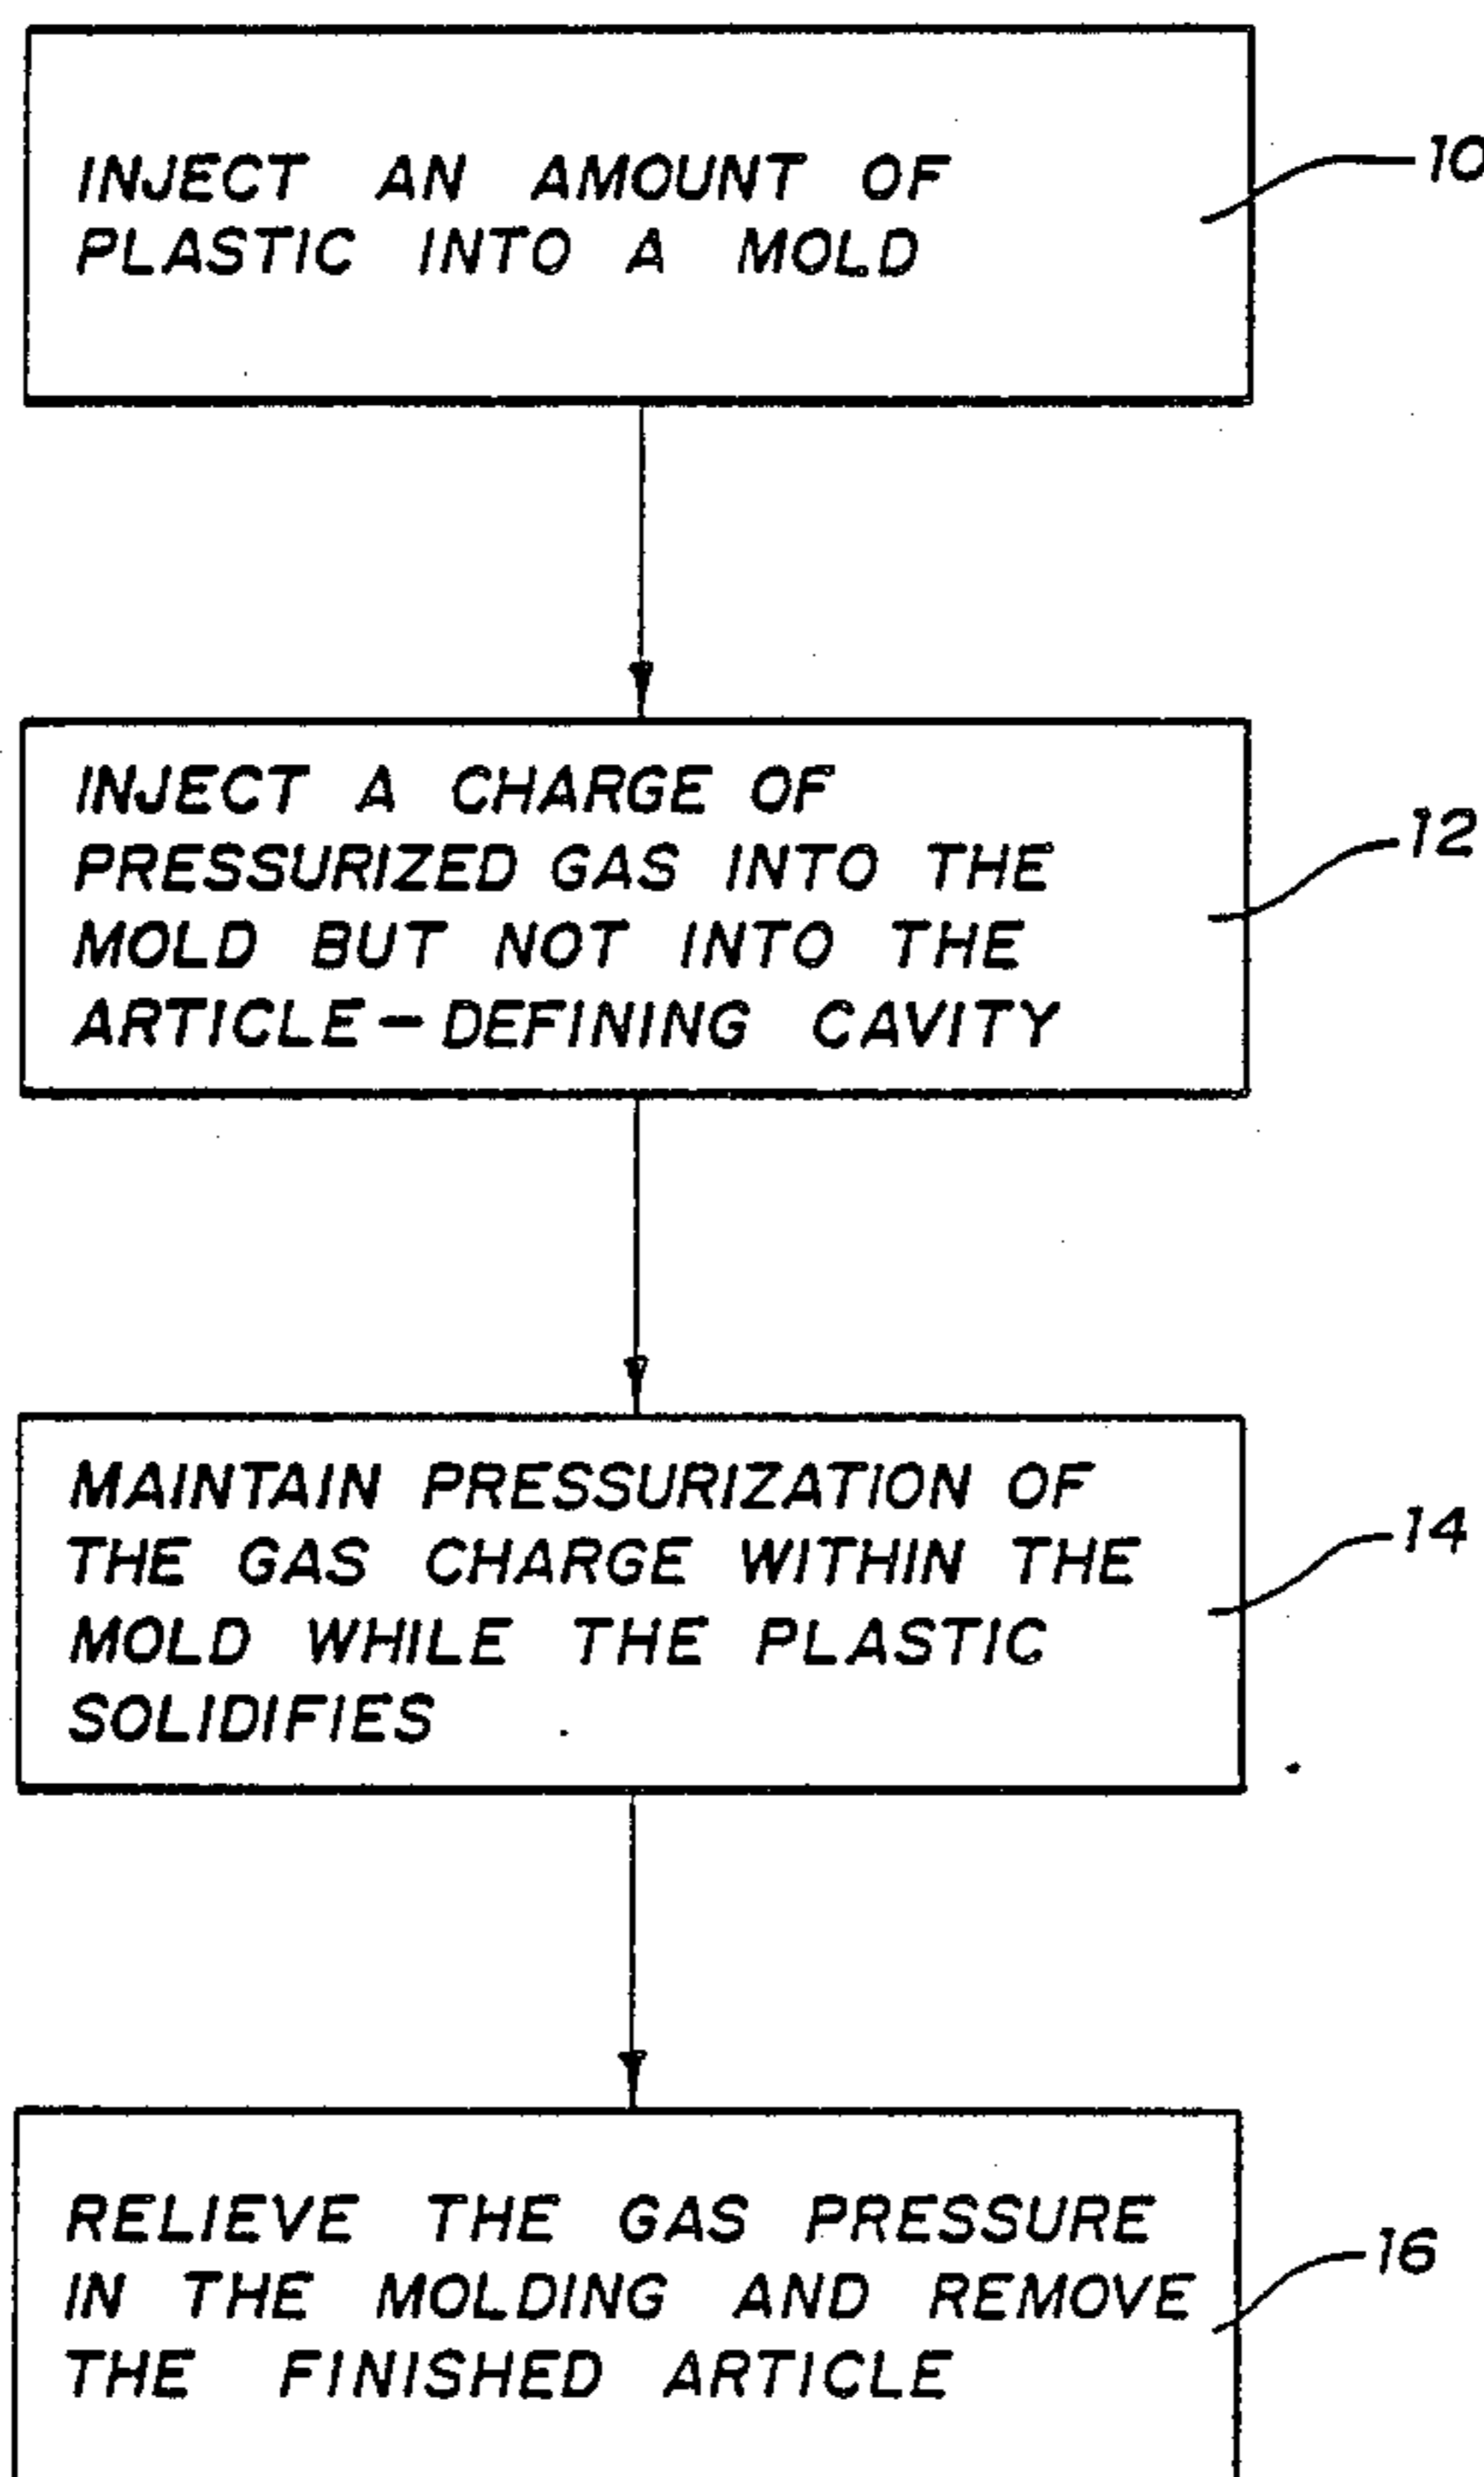 INJECT AN AMOUNT OF
PLASTIC INTO A MOLD
10
INJECT A CHARGE OF
PRESSURIZED GAS INTO THE
MOLD BUT NOT INTO THE
ARTICLE-DEFINING CAVITY
12
MAINTAIN PRESSURIZATION OF
THE GAS CHARGE WITHIN THE
MOLD WHILE THE PLASTIC
SOLIDIFIES
14
RELIEVE THE GAS PRESSURE
IN THE MOLDING AND REMOVE
THE FINISHED ARTICLE
16